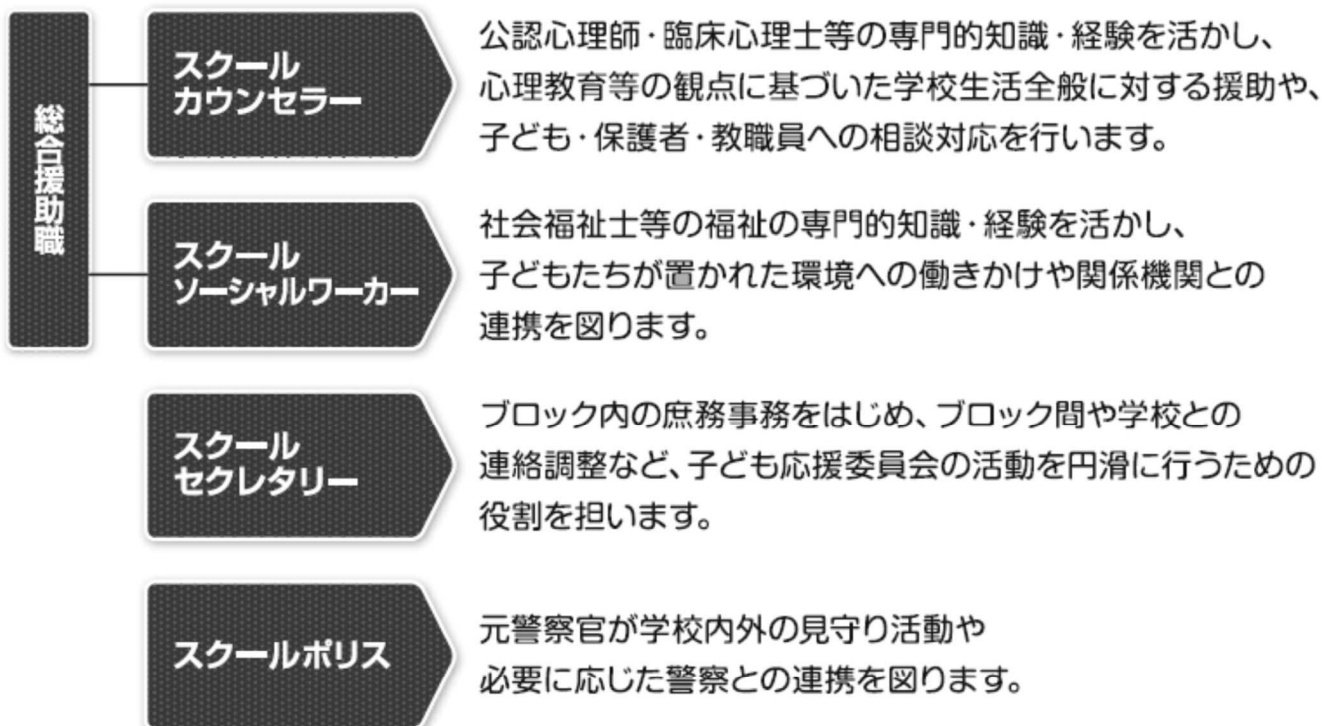 総合援助職
スクール
カウンセラー
公認心理師・臨床心理士等の専門的知識・経験を活かし、
心理教育等の観点に基づいた学校生活全般に対する援助や、
子ども・保護者・教職員への相談対応を行います。
スクール
ソーシャルワーカー
社会福祉士等の福祉の専門的知識・経験を活かし、
子どもたちが置かれた環境への働きかけや関係機関との
連携を図ります。
スクール
セクレタリー
ブロック内の庶務事務をはじめ、ブロック間や学校との
連絡調整など、子ども応援委員会の活動を円滑に行うための
役割を担います。
スクールポリス
元警察官が学校内外の見守り活動や
必要に応じた警察との連携を図ります。